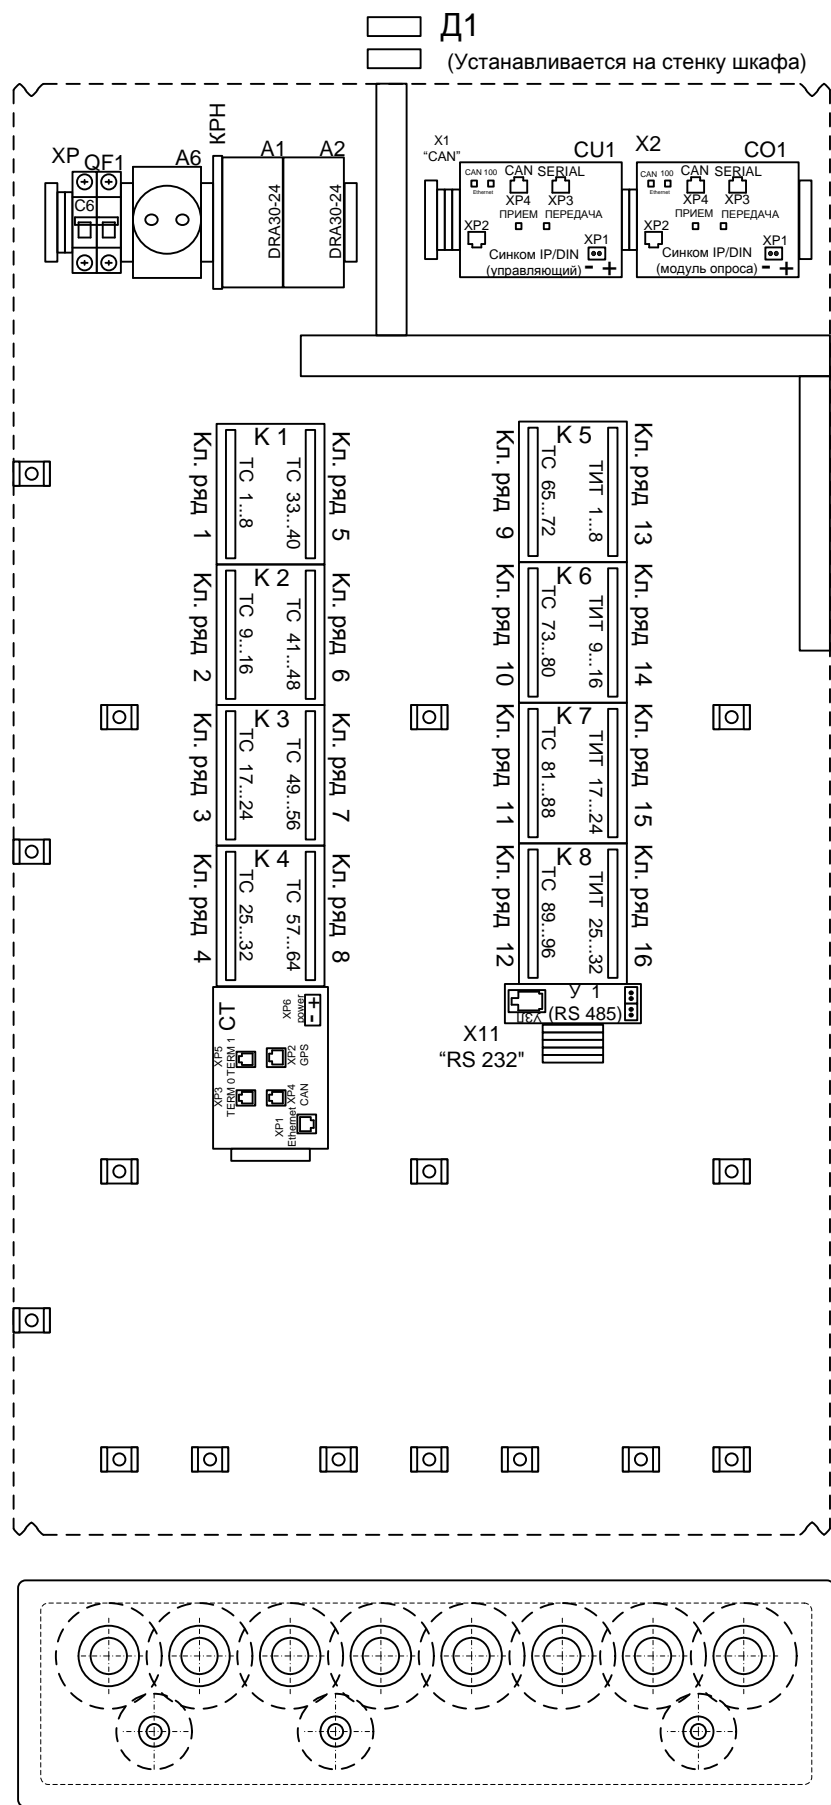 Д1
(Устанавливается на стенку шкафа)
XP
QF1
A6
КРН
A1
A2
C6
DRA30-24
DRA30-24
X1
“CAN”
CU1
X2
CO1
CAN 100
Ethernet
CAN SERIAL
XP4 XP3
ПРИЕМ ПЕРЕДАЧА
XP2
XP1
Синком IP/DIN
(управляющий) - +
CAN 100
Ethernet
CAN SERIAL
XP4 XP3
ПРИЕМ ПЕРЕДАЧА
XP2
XP1
Синком IP/DIN
(модуль опроса) - +
Кл. ряд 1
К 1
ТС 1...8
ТС 33...40
Кл. ряд 5
Кл. ряд 9
К 5
ТС 65...72
ТИТ 1...8
Кл. ряд 13
Кл. ряд 2
К 2
ТС 9...16
ТС 41...48
Кл. ряд 6
Кл. ряд 10
К 6
ТС 73...80
ТИТ 9...16
Кл. ряд 14
Кл. ряд 3
К 3
ТС 17...24
ТС 49...56
Кл. ряд 7
Кл. ряд 11
К 7
ТС 81...88
ТИТ 17...24
Кл. ряд 15
Кл. ряд 4
К 4
ТС 25...32
ТС 57...64
Кл. ряд 8
Кл. ряд 12
К 8
ТС 89...96
ТИТ 25...32
Кл. ряд 16
СТ
XP6
power
+
-
XP5
TERM 1
XP2
GPS
XP3
TERM 0
XP4
CAN
XP1
Ethernet
У 1
(RS 485)
УЗП
X11
“RS 232"